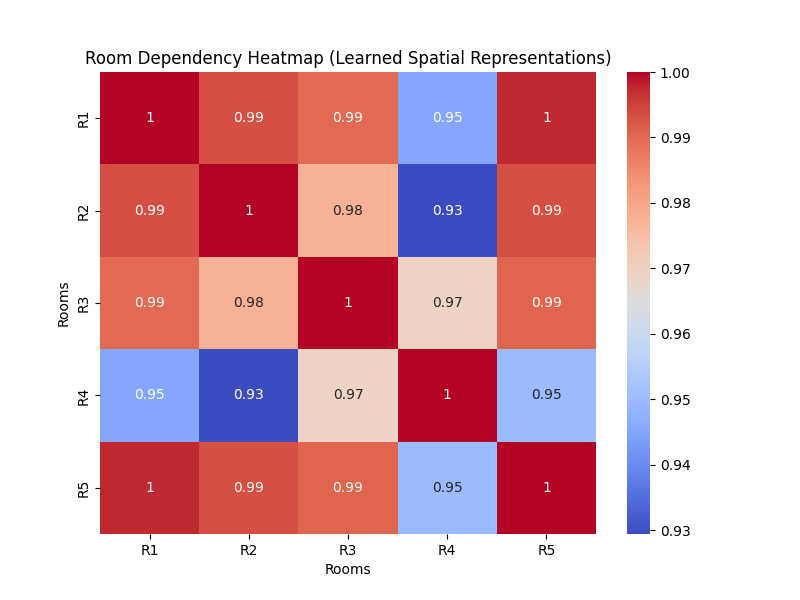 Room Dependency Heatmap (Learned Spatial Representations)
R1 1 0.99 0.99 0.95 1
R2 0.99 1 0.98 0.93 0.99
R3 0.99 0.98 1 0.97 0.99
R4 0.95 0.93 0.97 1 0.95
R5 1 0.99 0.99 0.95 1
R1 R2 R3 R4 R5
Rooms
Rooms
1.00
0.99
0.98
0.97
0.96
0.95
0.94
0.93